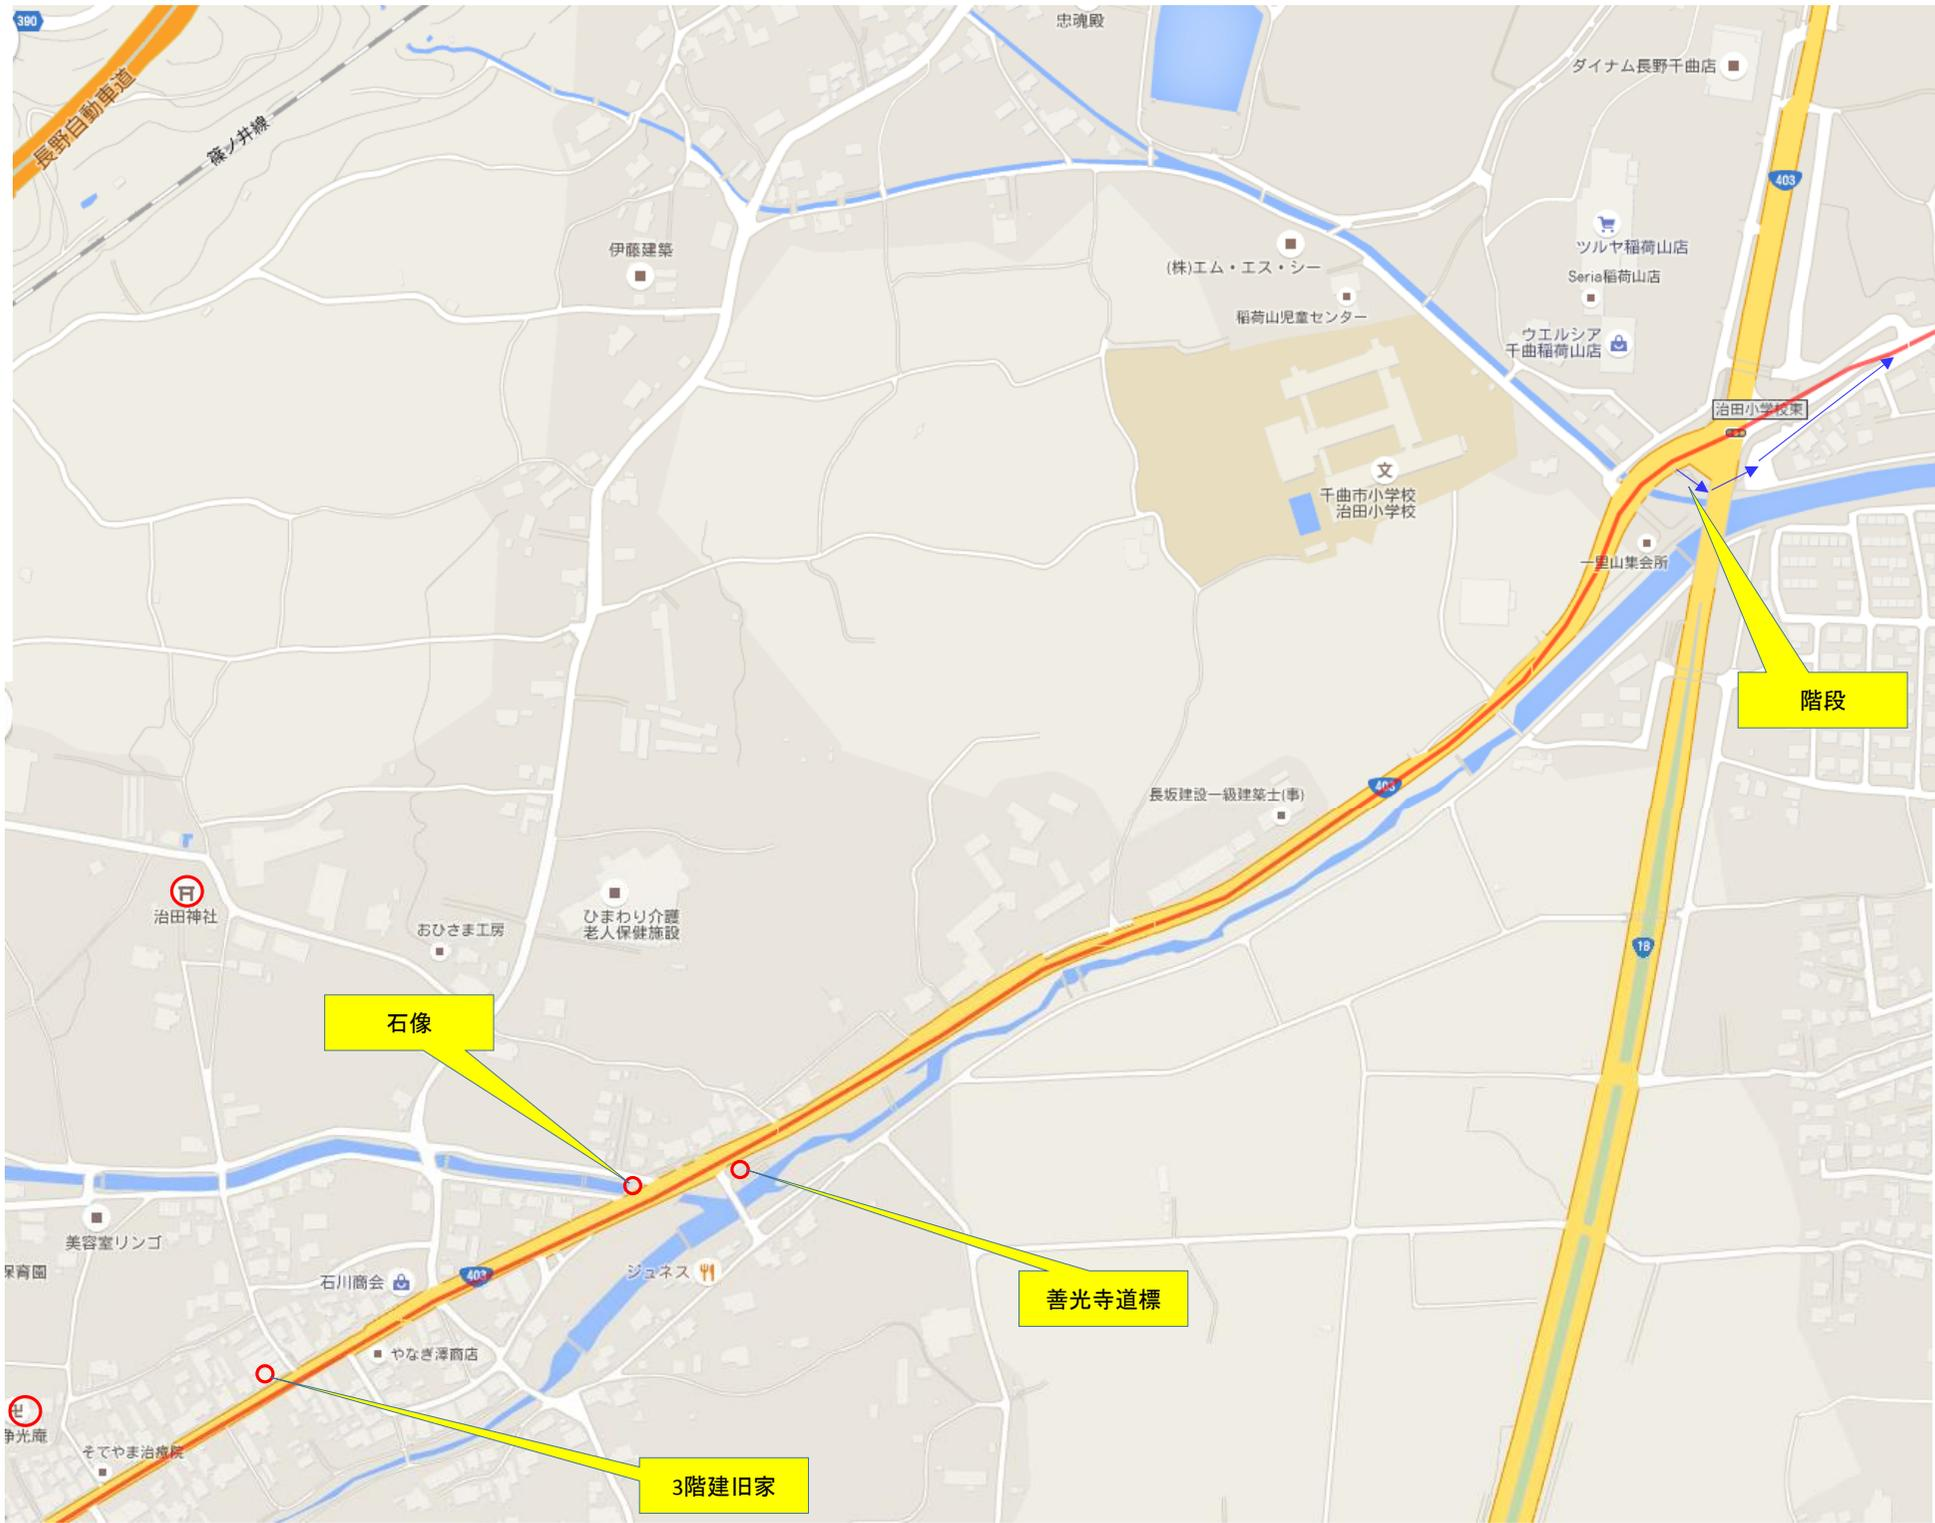 390
忠魂殿
ダイナム長野千曲店
長野自動車道
篠ノ井線
403
伊藤建築
(株)エム・エス・シー
ツルヤ稲荷山店
Seria稲荷山店
稲荷山児童センター
ウエルシア
千曲稲荷山店
治田小学校東
文
千曲市小学校
治田小学校
一里山集会所
階段
403
長坂建設一級建築士(事)
治田神社
ひまわり介護
老人保健施設
おひさま工房
18
石像
美容室リンゴ
保育園
石川商会
403
ジュネス
善光寺道標
やなぎ澤商店
浄光庵
そでやま治療院
3階建旧家